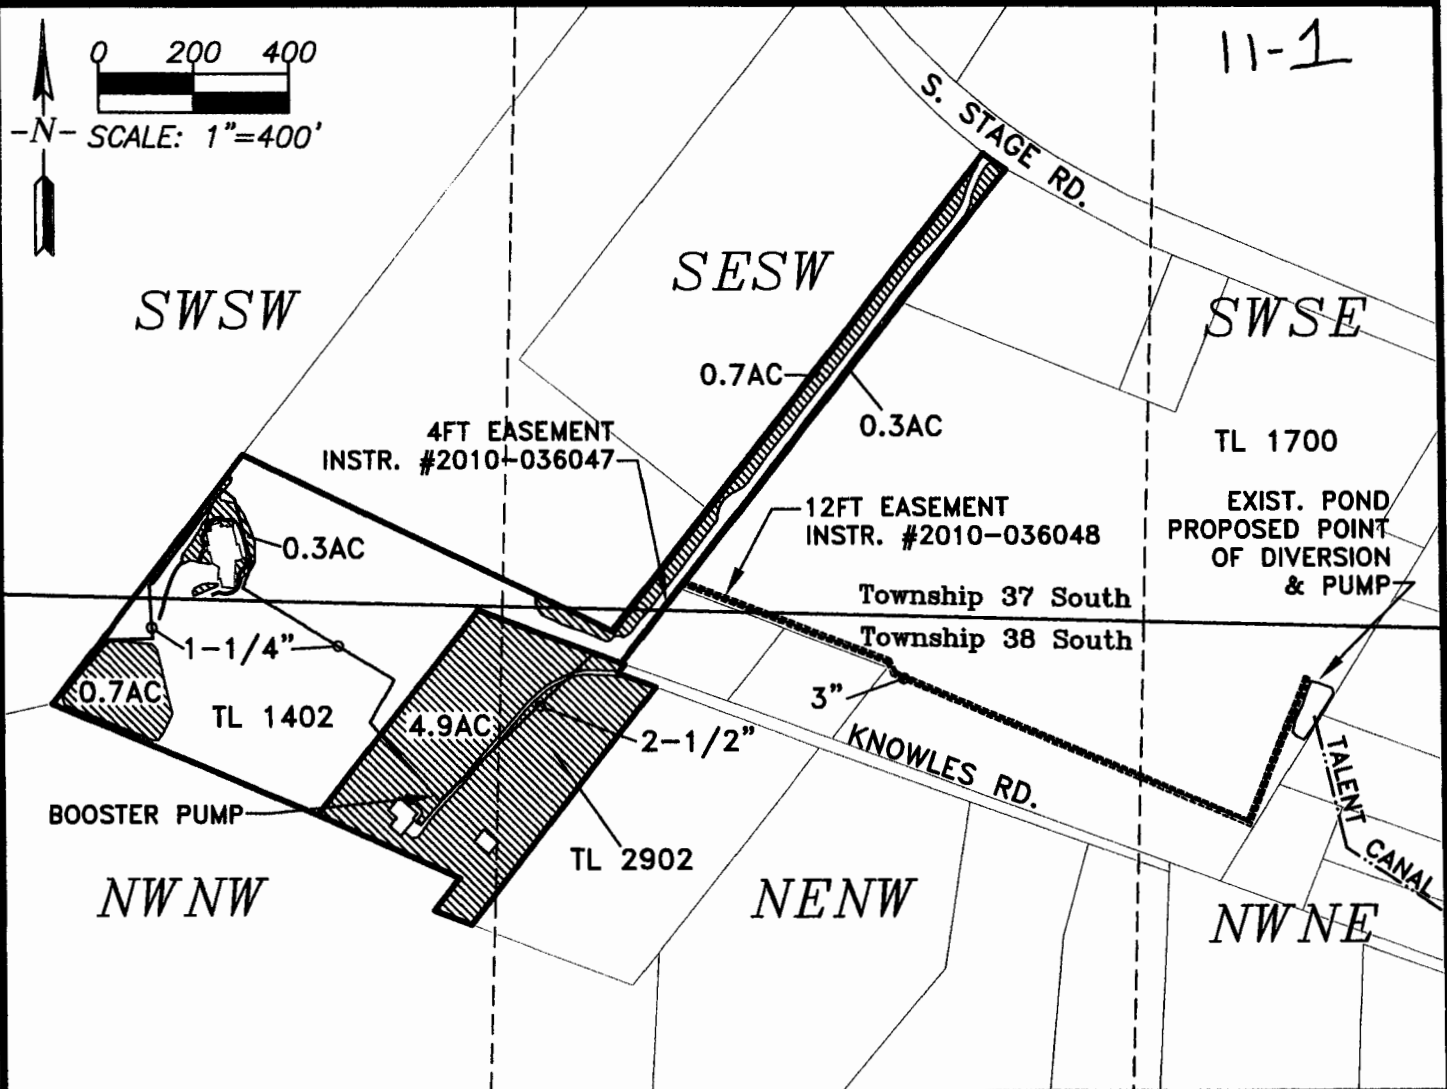 11-1
0 200 400
-N-
SCALE: 1"=400'
S. STAGE RD.
SWSW
SESW
SWSE
0.7AC
0.3AC
4FT EASEMENT
INSTR. #2010-036047
TL 1700
12FT EASEMENT
INSTR. #2010-036048
EXIST. POND
PROPOSED POINT
OF DIVERSION
& PUMP
0.3AC
Township 37 South
Township 38 South
1-1/4"
0.7AC
TL 1402
4.9AC
2-1/2"
3"
KNOWLES RD.
TALENT CANAL
BOOSTER PUMP
TL 2902
NWNW
NENW
NWNE